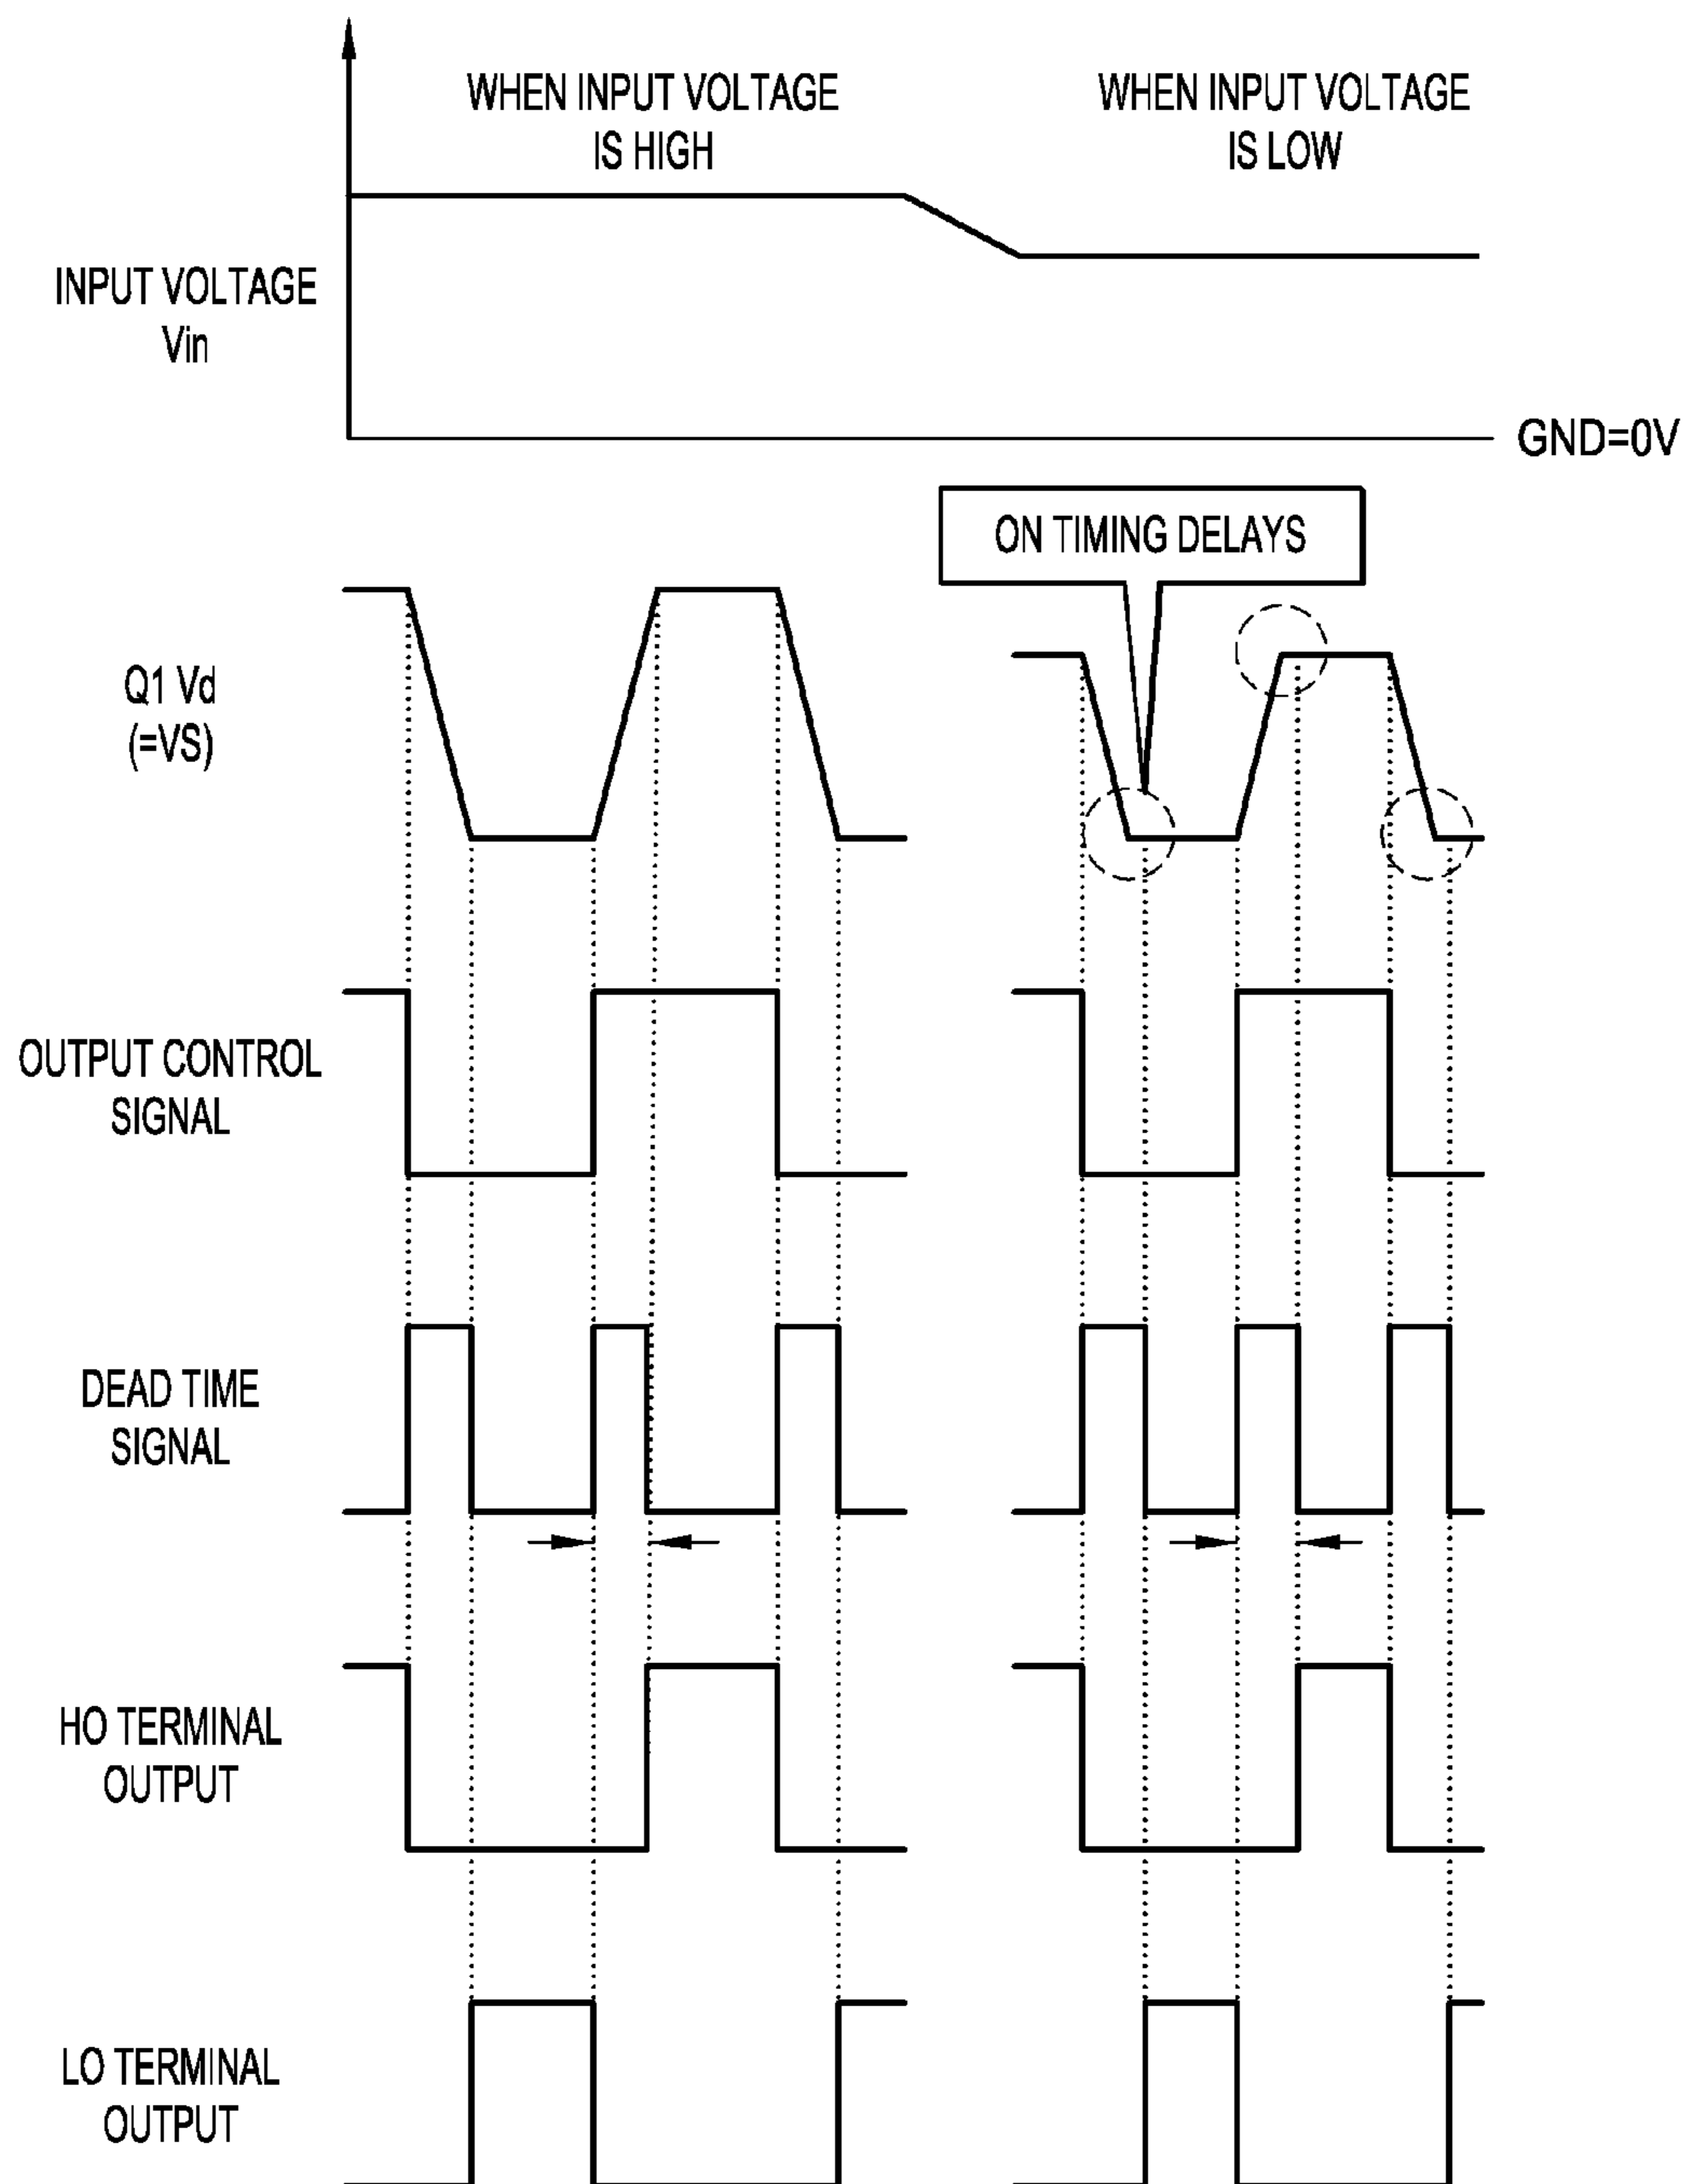 WHEN INPUT VOLTAGE
IS HIGH
WHEN INPUT VOLTAGE
IS LOW
INPUT VOLTAGE
Vin
GND=0V
ON TIMING DELAYS
Q1 Vd
(=VS)
OUTPUT CONTROL
SIGNAL
DEAD TIME
SIGNAL
HO TERMINAL
OUTPUT
LO TERMINAL
OUTPUT